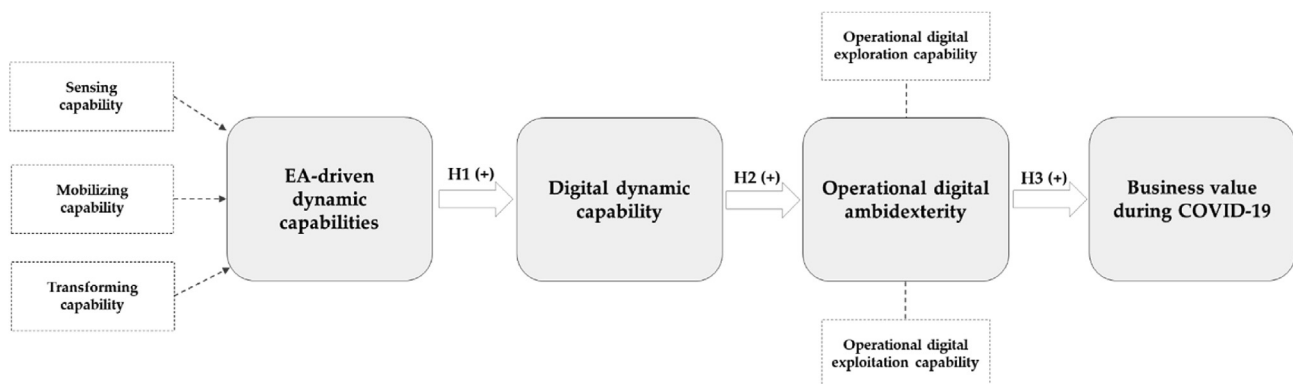 Sensing
capability
Mobilizing
capability
Transforming
capability
EA-driven
dynamic
capabilities
H1 (+)
Digital dynamic
capability
H2 (+)
Operational digital
exploration capability
Operational digital
ambidexterity
Operational digital
exploitation capability
H3 (+)
Business value
during COVID-19